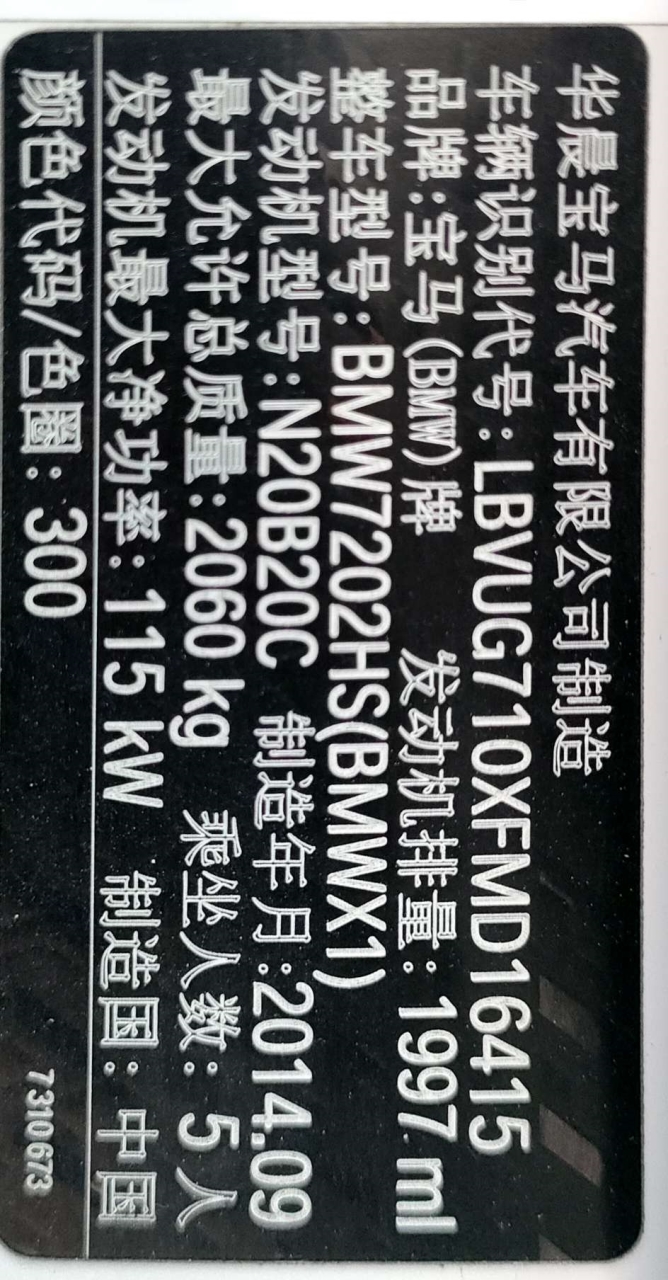 华晨宝马汽车有限公司制造
车辆识别代号:LBVUG710XFMD16415
品牌:宝马(BMW)牌 发动机排量:1997 ml
整车型号:BMW7202HS(BMWX1)
发动机型号:N20B20C 制造年月:2014.09
最大允许总质量:2060 kg 乘坐人数:5人
发动机最大净功率:115 kW 制造国:中国
颜色代码/色圈:300
7310673